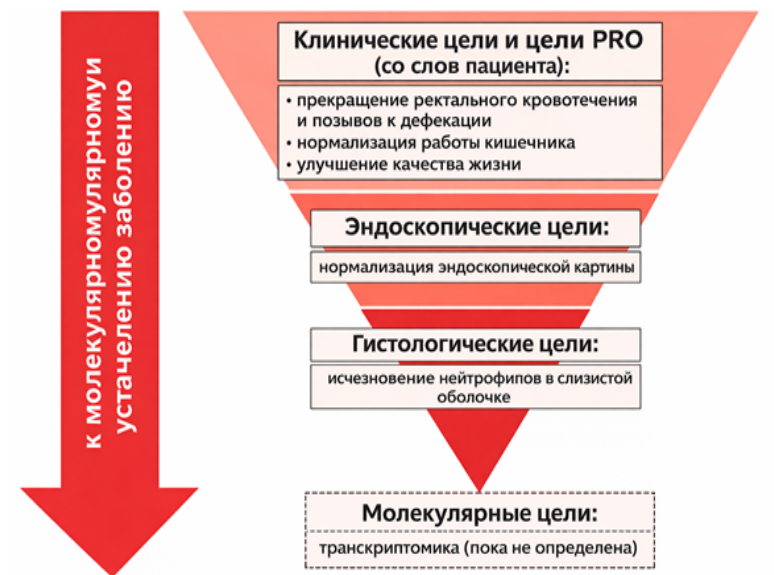 к молекулярномулярномуи
устачелению заболению
Клинические цели и цели PRO
(со слов пациента):
• прекращение ректального кровотечения
и позывов к дефекации
• нормализация работы кишечника
• улучшение качества жизни
Эндоскопические цели:
нормализация эндоскопической картины
Гистологические цели:
исчезновение нейтрофипов в слизистой
оболочке
Молекулярные цели:
транскриптомика (пока не определена)